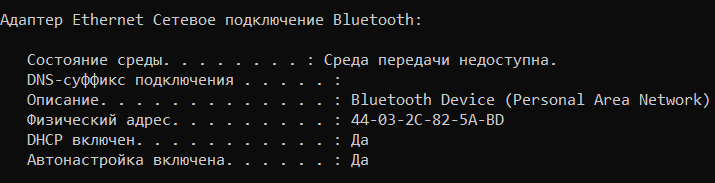 Адаптер Ethernet Сетевое подключение Bluetooth:
Состояние среды. . . . . . . . : Среда передачи недоступна.
DNS-суффикс подключения . . . . . :
Описание. . . . . . . . . . . . . : Bluetooth Device (Personal Area Network)
Физический адрес. . . . . . . . . : 44-03-2C-82-5A-BD
DHCP включен. . . . . . . . . . . : Да
Автонастройка включена. . . . . . : Да